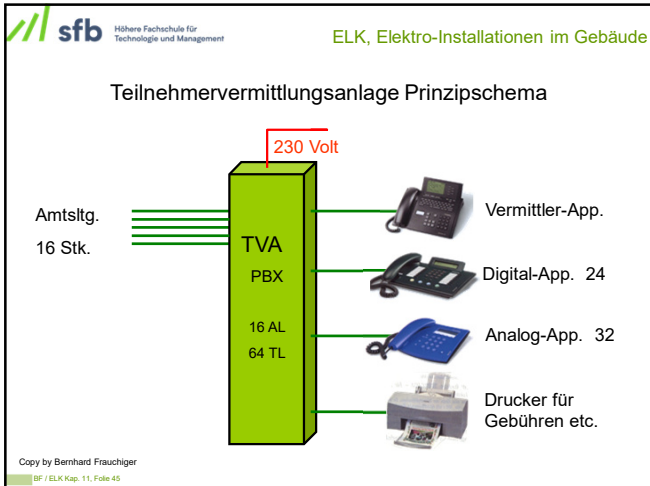 sfb Höhere Fachschule für
Technologie und Management
ELK, Elektro-Installationen im Gebäude
Teilnehmervermittlungsanlage Prinzipschema
230 Volt
Amtsltg.
16 Stk.
TVA
PBX
16 AL
64 TL
Vermittler-App.
Digital-App. 24
Analog-App. 32
Drucker für
Gebühren etc.
Copy by Bernhard Frauchiger
BF / ELK Kap. 11, Folie 45